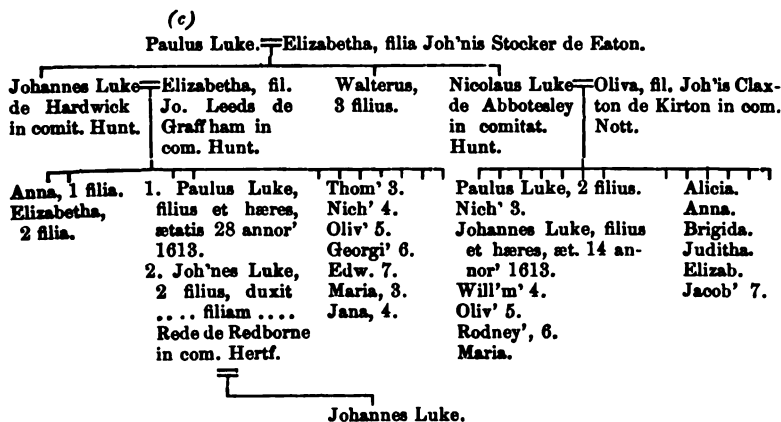 (c)
Paulus Luke.=Elizabetha, filia Joh'nis Stocker de Eaton.
Johannes Luke=Elizabetha, fil.
de Hardwick Jo. Leeds de
in comit. Hunt. Graffham in
com. Hunt.
Walterus,
3 filius.
Nicolaus Luke=Oliva, fil. Joh'is Clax-
de Abbotesley ton de Kirton in com.
in comitat. Nott.
Hunt.
Anna, 1 filia.
Elizabetha,
2 filia.
1. Paulus Luke,
filius et hæres,
ætatis 28 annor'
1613.
2. Joh'nes Luke,
2 filius, duxit
.... filiam ....
Rede de Redborne
in com. Hertf.
Thom' 3.
Nich' 4.
Oliv' 5.
Georgi' 6.
Edw. 7.
Maria, 3.
Jana, 4.
Paulus Luke, 2 filius.
Nich' 3.
Johannes Luke, filius
et hæres, æt. 14 an-
nor' 1613.
Will'm' 4.
Oliv' 5.
Rodney', 6.
Maria.
Alicia.
Anna.
Brigida.
Juditha.
Elizab.
Jacob' 7.
Johannes Luke.